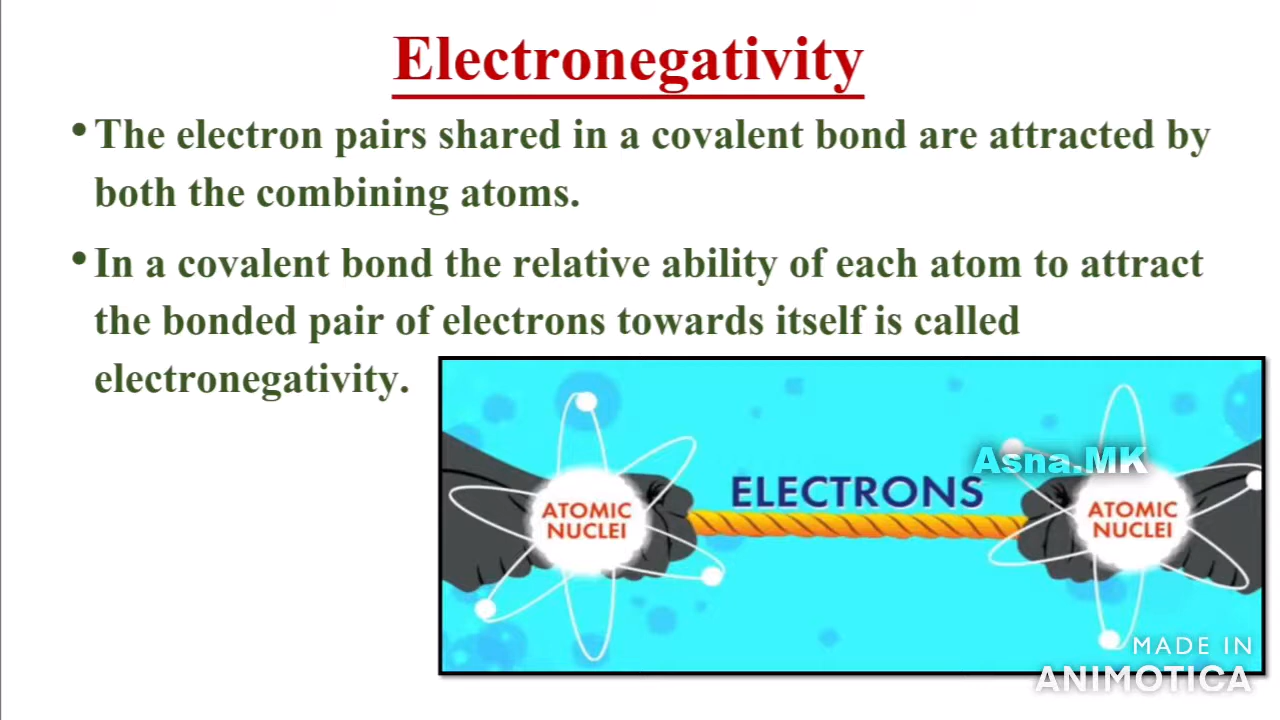 Electronegativity
• The electron pairs shared in a covalent bond are attracted by
both the combining atoms.
• In a covalent bond the relative ability of each atom to attract
the bonded pair of electrons towards itself is called
electronegativity.
Asna.MK
ELECTRONS
ATOMIC
NUCLEI
ATOMIC
NUCLEI
MADE IN
ANIMOTICA